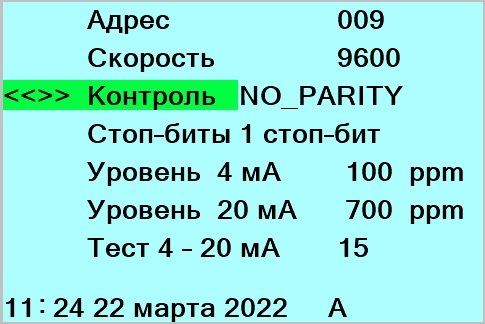 Адрес 009
Скорость 9600
<<>> Контроль NO_PARITY
Стоп-биты 1 стоп-бит
Уровень 4 мА 100 ppm
Уровень 20 мА 700 ppm
Тест 4 - 20 мА 15
11:24 22 марта 2022 А